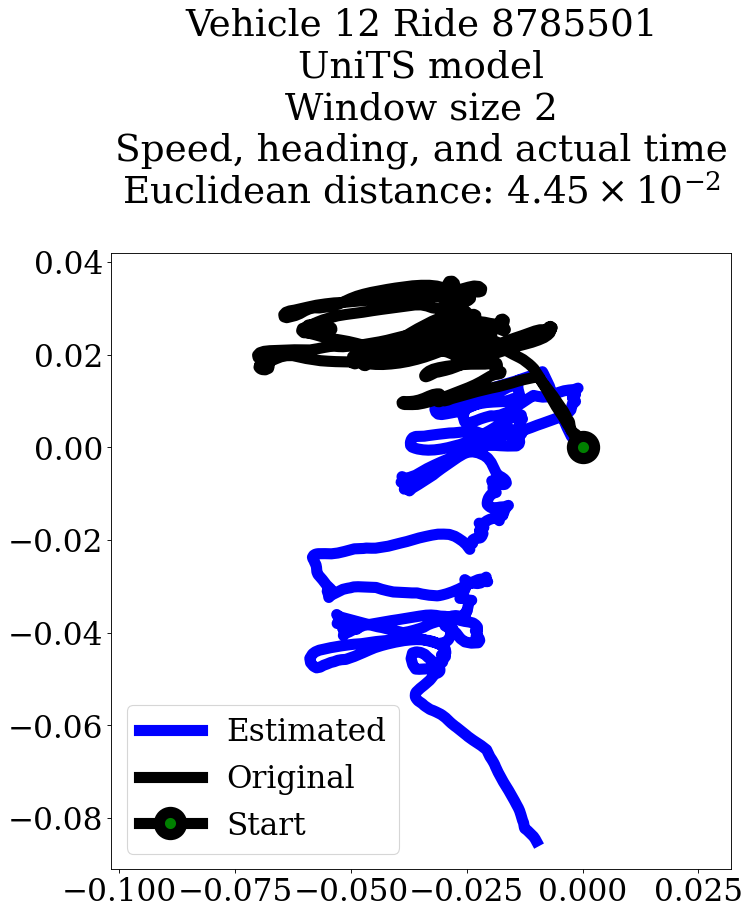 Vehicle 12 Ride 8785501
UniTS model
Window size 2
Speed, heading, and actual time
Euclidean distance: 4.45 × 10⁻²
0.04
0.02
0.00
−0.02
−0.04
−0.06
−0.08
Estimated
Original
Start
−0.100 −0.075 −0.050 −0.025 0.000 0.025